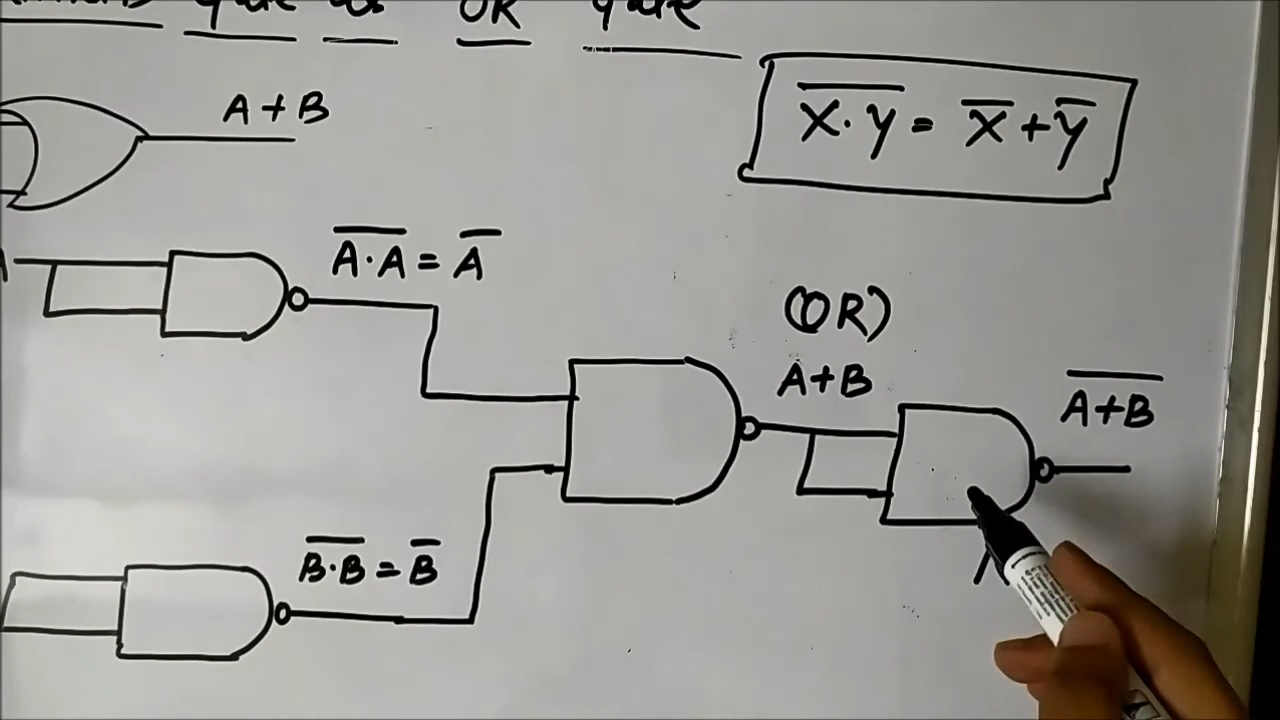 OR
A + B
X̅·̅Y̅ = X̅ + Y̅
A̅·̅A̅ = A̅
(OR)
A+B
A̅+̅B̅
B̅·̅B̅ = B̅